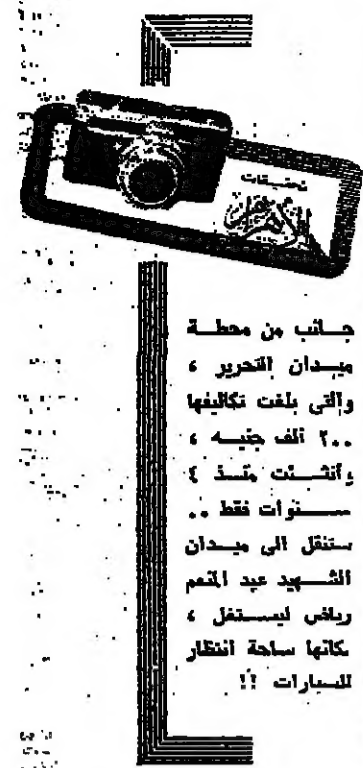 تحقيقات
الأهرام
جانب من محطة
ميدان التحرير ،
والتى بلغت تكاليفها
٢٠٠ ألف جنيه ،
وأنشئت منذ ٤
سنوات فقط ..
ستنقل الى ميدان
الشهيد عبد المنعم
رياض ليستغل ،
مكانها ساحة انتظار
للسيارات !!